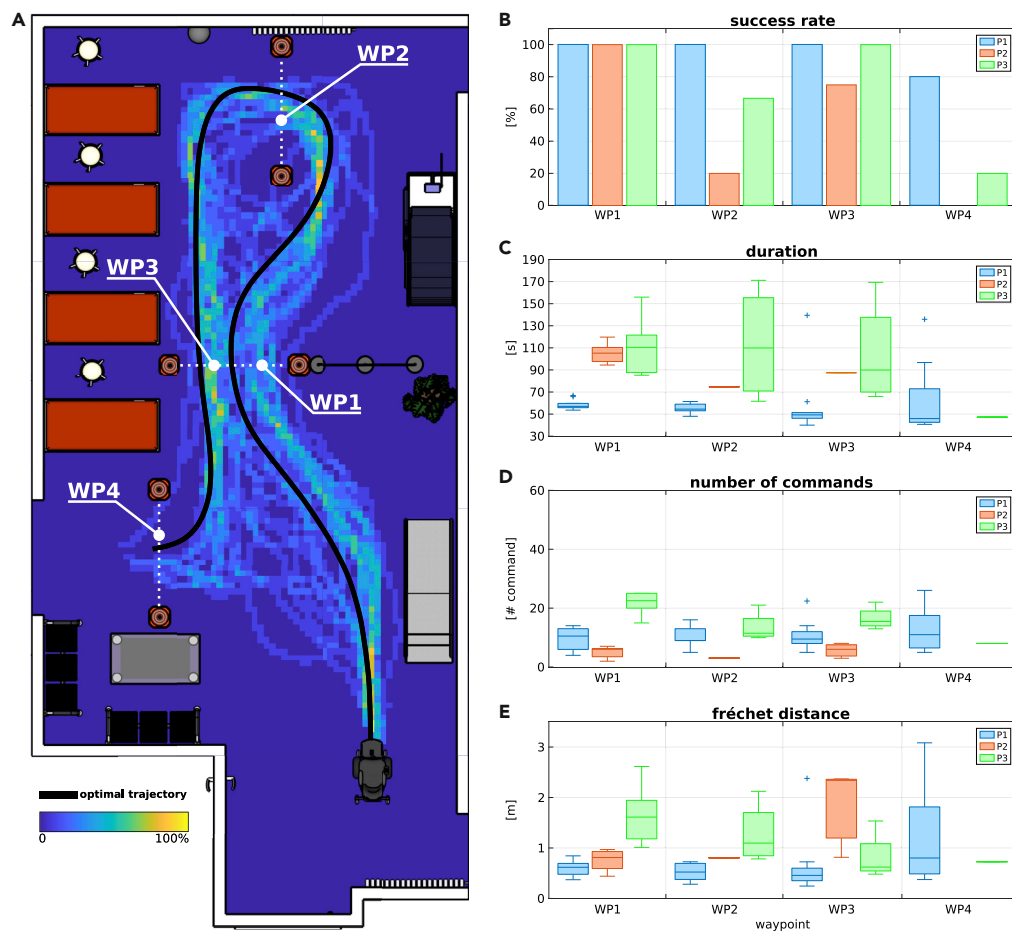 A
WP2
WP3
WP1
WP4
optimal trajectory
0 100%
B
success rate
[%]
100
80
60
40
20
0
P1
P2
P3
WP1 WP2 WP3 WP4
C
duration
[s]
190
170
150
130
110
90
70
50
30
P1
P2
P3
WP1 WP2 WP3 WP4
D
number of commands
[# command]
60
40
20
0
P1
P2
P3
WP1 WP2 WP3 WP4
E
fréchet distance
[m]
3
2
1
0
P1
P2
P3
WP1 WP2 WP3 WP4
waypoint